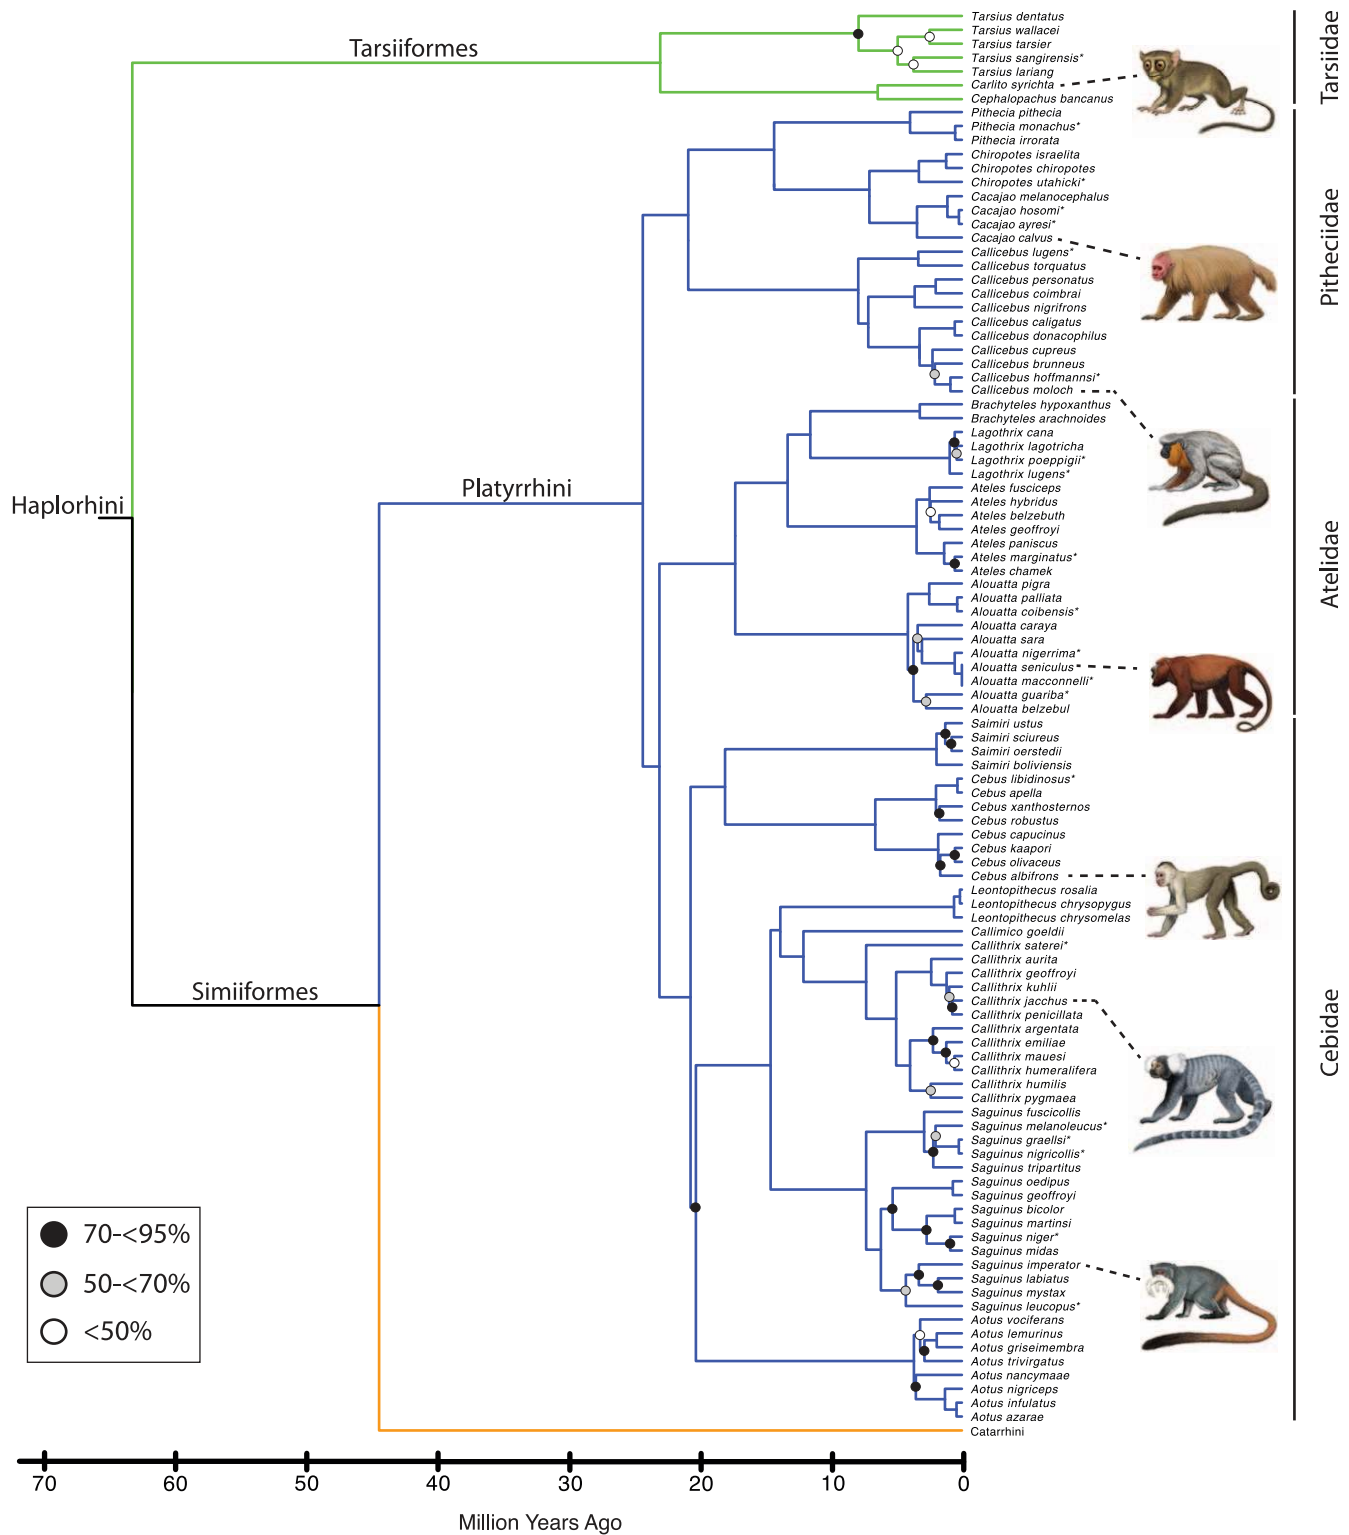 Tarsiiformes
Haplorhini
Platyrrhini
Simiiformes
Tarsius dentatus
Tarsius wallacei
Tarsius tarsier
Tarsius sangirensis*
Tarsius lariang
Carlito syrichta
Cephalopachus bancanus
Pithecia pithecia
Pithecia monachus*
Pithecia irrorata
Chiropotes israelita
Chiropotes chiropotes
Chiropotes utahicki*
Cacajao melanocephalus
Cacajao hosomi*
Cacajao ayresi*
Cacajao calvus
Callicebus lugens*
Callicebus torquatus
Callicebus personatus
Callicebus coimbrai
Callicebus nigrifrons
Callicebus caligatus
Callicebus donacophilus
Callicebus cupreus
Callicebus brunneus
Callicebus hoffmannsi*
Callicebus moloch
Brachyteles hypoxanthus
Brachyteles arachnoides
Lagothrix cana
Lagothrix lagotricha
Lagothrix poeppigii*
Lagothrix lugens*
Ateles fusciceps
Ateles hybridus
Ateles belzebuth
Ateles geoffroyi
Ateles paniscus
Ateles marginatus*
Ateles chamek
Alouatta pigra
Alouatta palliata
Alouatta coibensis*
Alouatta caraya
Alouatta sara
Alouatta nigerrima*
Alouatta seniculus*
Alouatta macconnelli*
Alouatta guariba*
Alouatta belzebul
Saimiri ustus
Saimiri sciureus
Saimiri oerstedii
Saimiri boliviensis
Cebus libidinosus*
Cebus apella
Cebus xanthosternos
Cebus robustus
Cebus capucinus
Cebus kaapori
Cebus olivaceus
Cebus albifrons
Leontopithecus rosalia
Leontopithecus chrysopygus
Leontopithecus chrysomelas
Callimico goeldii
Callithrix saterei*
Callithrix aurita
Callithrix geoffroyi
Callithrix kuhlii
Callithrix jacchus
Callithrix penicillata
Callithrix argentata
Callithrix emiliae
Callithrix mauesi
Callithrix humeralifera
Callithrix humilis
Callithrix pygmaea
Saguinus fuscicollis
Saguinus melanoleucus*
Saguinus graellsi*
Saguinus nigricollis*
Saguinus tripartitus
Saguinus oedipus
Saguinus geoffroyi
Saguinus bicolor
Saguinus martinsi
Saguinus niger*
Saguinus midas
Saguinus imperator
Saguinus labiatus
Saguinus mystax
Saguinus leucopus*
Aotus vociferans
Aotus lemurinus
Aotus griseimembra
Aotus trivirgatus
Aotus nancymaae
Aotus nigriceps
Aotus infulatus
Aotus azarae
Catarrhini
Tarsiidae
Pitheciidae
Atelidae
Cebidae
70-<95%
50-<70%
<50%
70 60 50 40 30 20 10 0
Million Years Ago